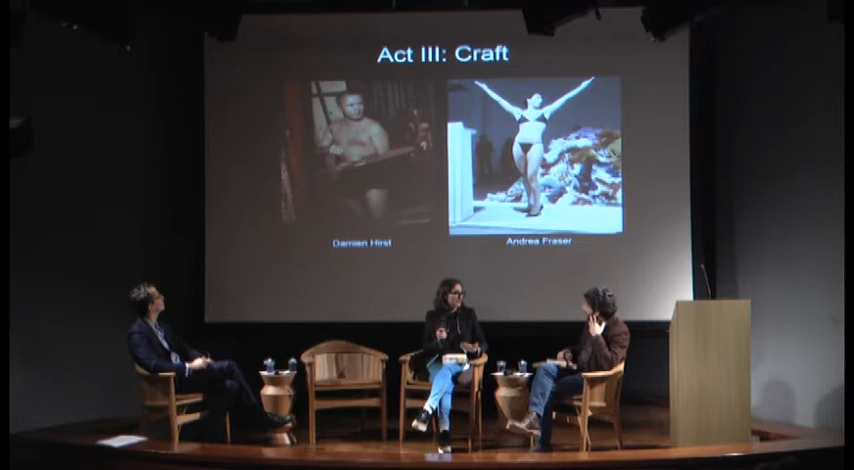 Act III: Craft
Damien Hirst
Andrea Fraser